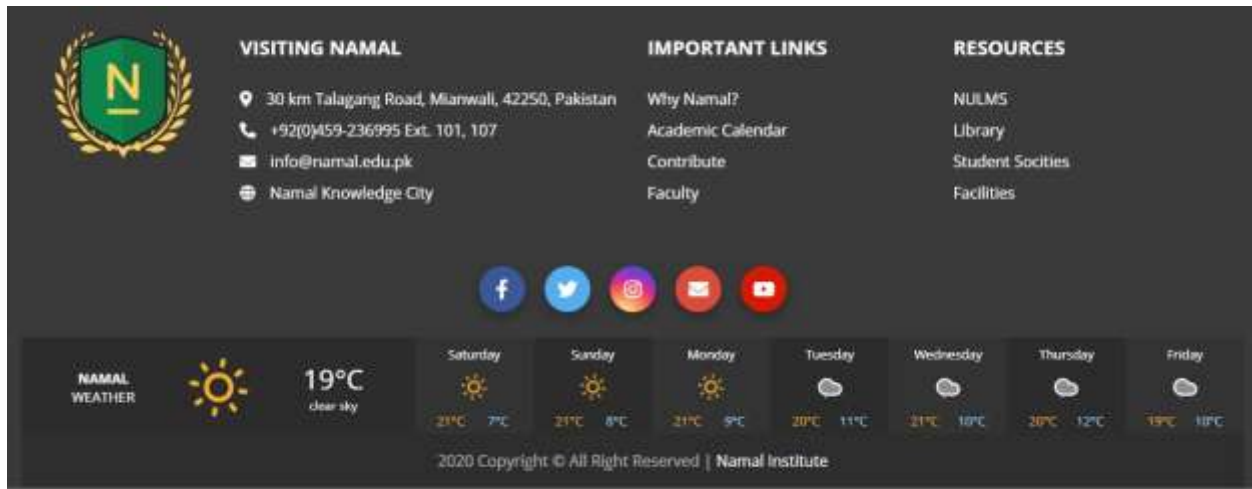 N
VISITING NAMAL
30 km Talagang Road, Mianwali, 42250, Pakistan
+92(0)459-236995 Ext. 101, 107
info@namal.edu.pk
Namal Knowledge City
IMPORTANT LINKS
Why Namal?
Academic Calendar
Contribute
Faculty
RESOURCES
NULMS
Library
Student Socities
Facilities
NAMAL
WEATHER
19°C
clear sky
Saturday
21°C 7°C
Sunday
21°C 8°C
Monday
21°C 9°C
Tuesday
20°C 11°C
Wednesday
21°C 10°C
Thursday
20°C 12°C
Friday
19°C 10°C
2020 Copyright © All Right Reserved | Namal Institute